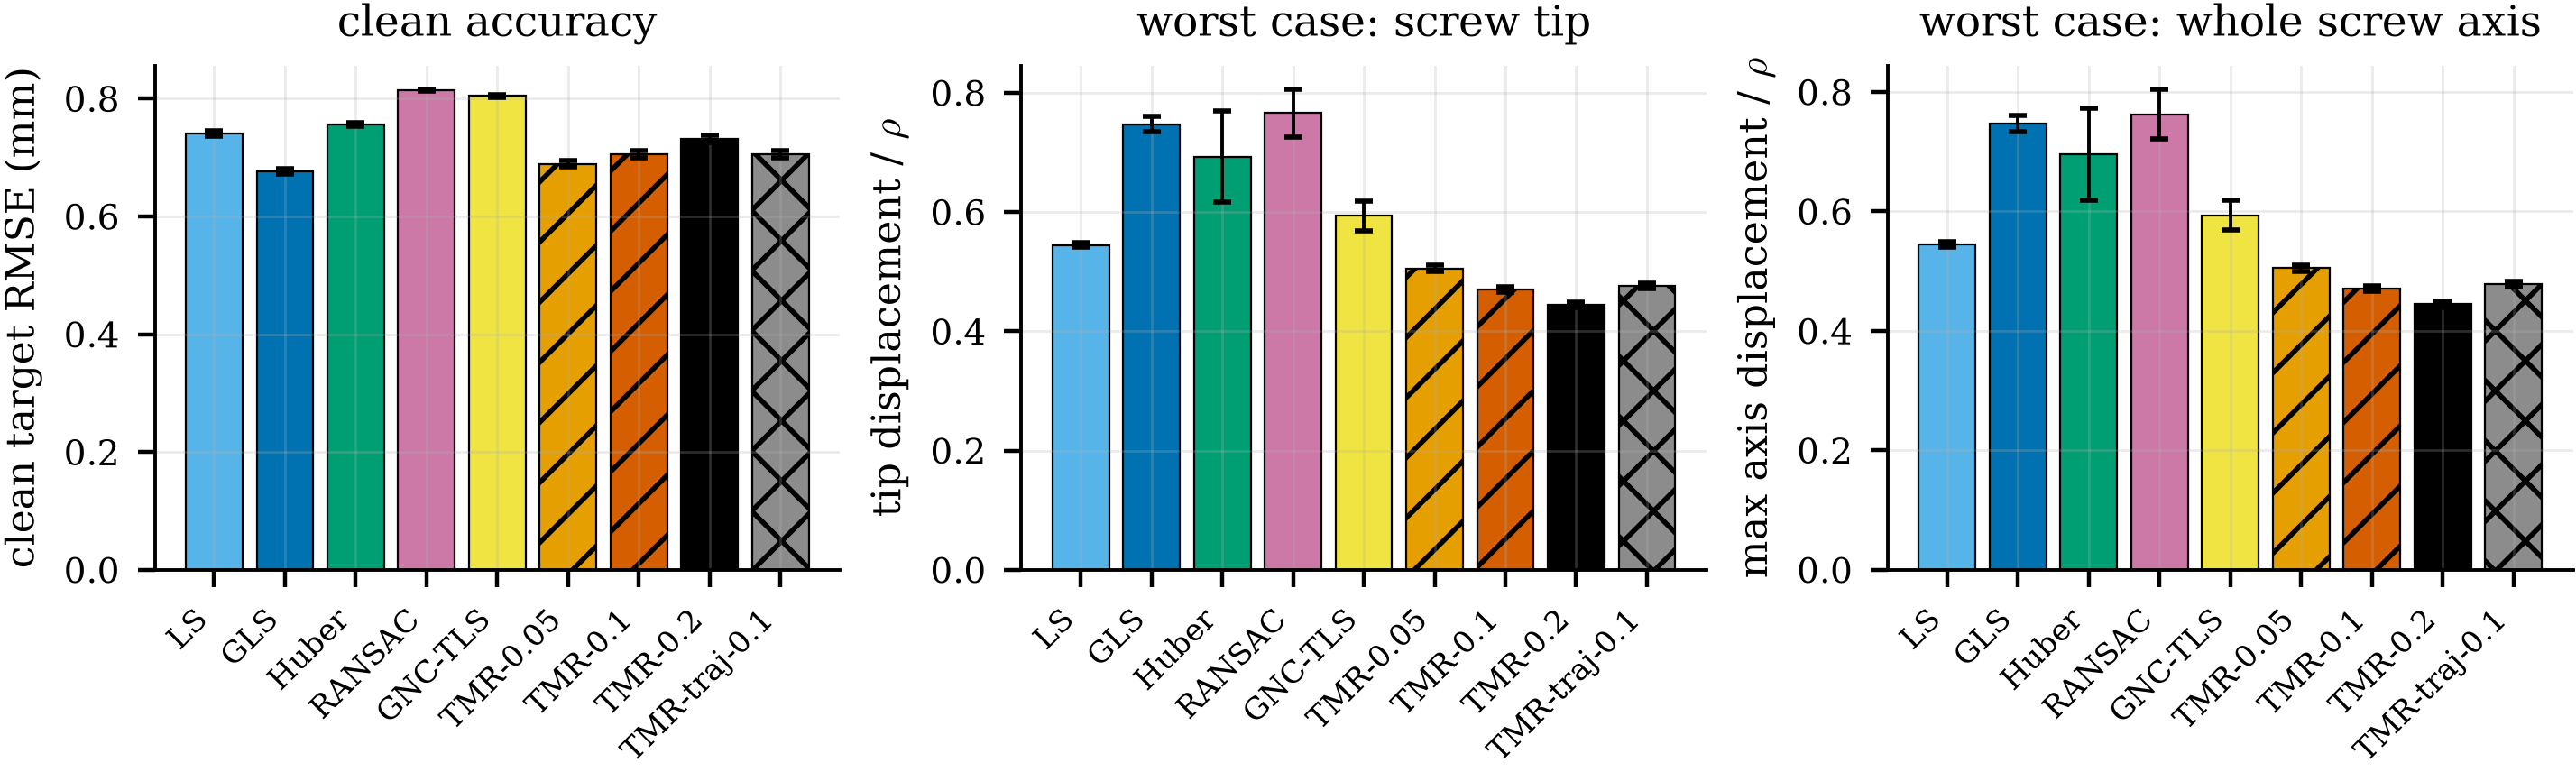 clean accuracy
clean target RMSE (mm)
0.8
0.6
0.4
0.2
0.0
LS
GLS
Huber
RANSAC
GNC-TLS
TMR-0.05
TMR-0.1
TMR-0.2
TMR-traj-0.1
worst case: screw tip
tip displacement / ρ
0.8
0.6
0.4
0.2
0.0
LS
GLS
Huber
RANSAC
GNC-TLS
TMR-0.05
TMR-0.1
TMR-0.2
TMR-traj-0.1
worst case: whole screw axis
max axis displacement / ρ
0.8
0.6
0.4
0.2
0.0
LS
GLS
Huber
RANSAC
GNC-TLS
TMR-0.05
TMR-0.1
TMR-0.2
TMR-traj-0.1